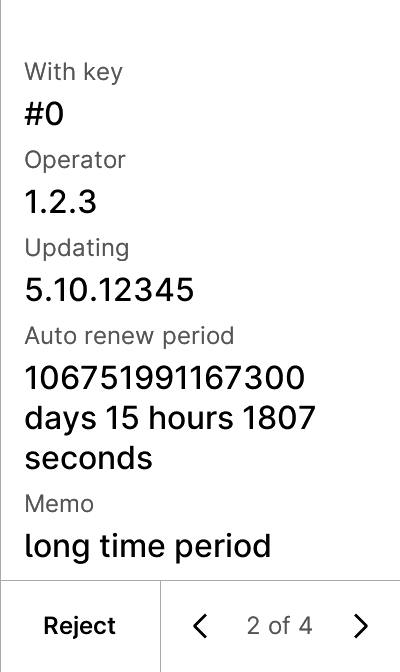 With key
#0
Operator
1.2.3
Updating
5.10.12345
Auto renew period
106751991167300
days 15 hours 1807
seconds
Memo
long time period
Reject
2 of 4